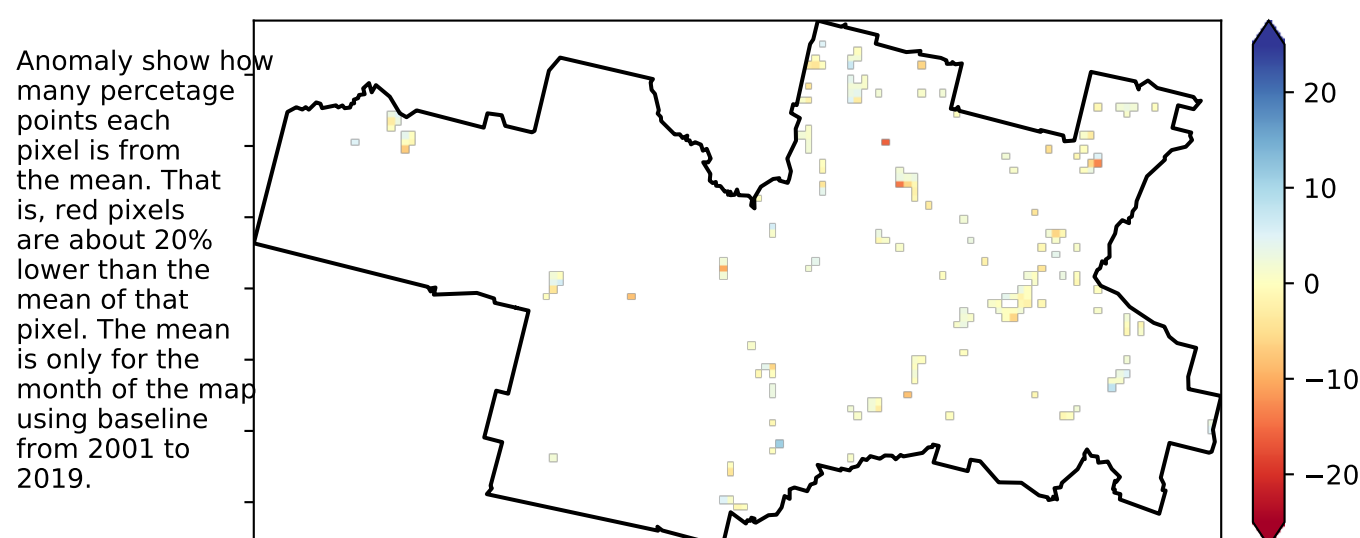 Anomaly show how
many percetage
points each
pixel is from
the mean. That
is, red pixels
are about 20%
lower than the
mean of that
pixel. The mean
is only for the
month of the map
using baseline
from 2001 to
2019.
20
10
0
−10
−20